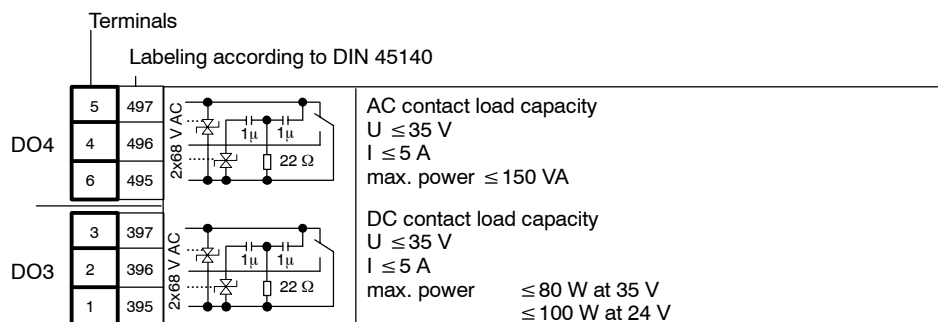 Terminals
Labeling according to DIN 45140
DO4
5 497
4 496
6 495
2x68 V AC
1µ 1µ
22 Ω
AC contact load capacity
U ≤ 35 V
I ≤ 5 A
max. power ≤ 150 VA
DO3
3 397
2 396
1 395
2x68 V AC
1µ 1µ
22 Ω
DC contact load capacity
U ≤ 35 V
I ≤ 5 A
max. power ≤ 80 W at 35 V
≤ 100 W at 24 V